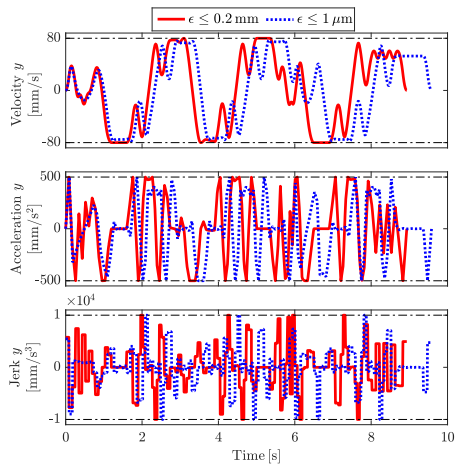 ϵ ≤ 0.2 mm ϵ ≤ 1 μm
80
0
-80
Velocity y
[mm/s]
500
0
-500
Acceleration y
[mm/s²]
×10⁴
1
0
-1
Jerk y
[mm/s³]
0 2 4 6 8 10
Time [s]